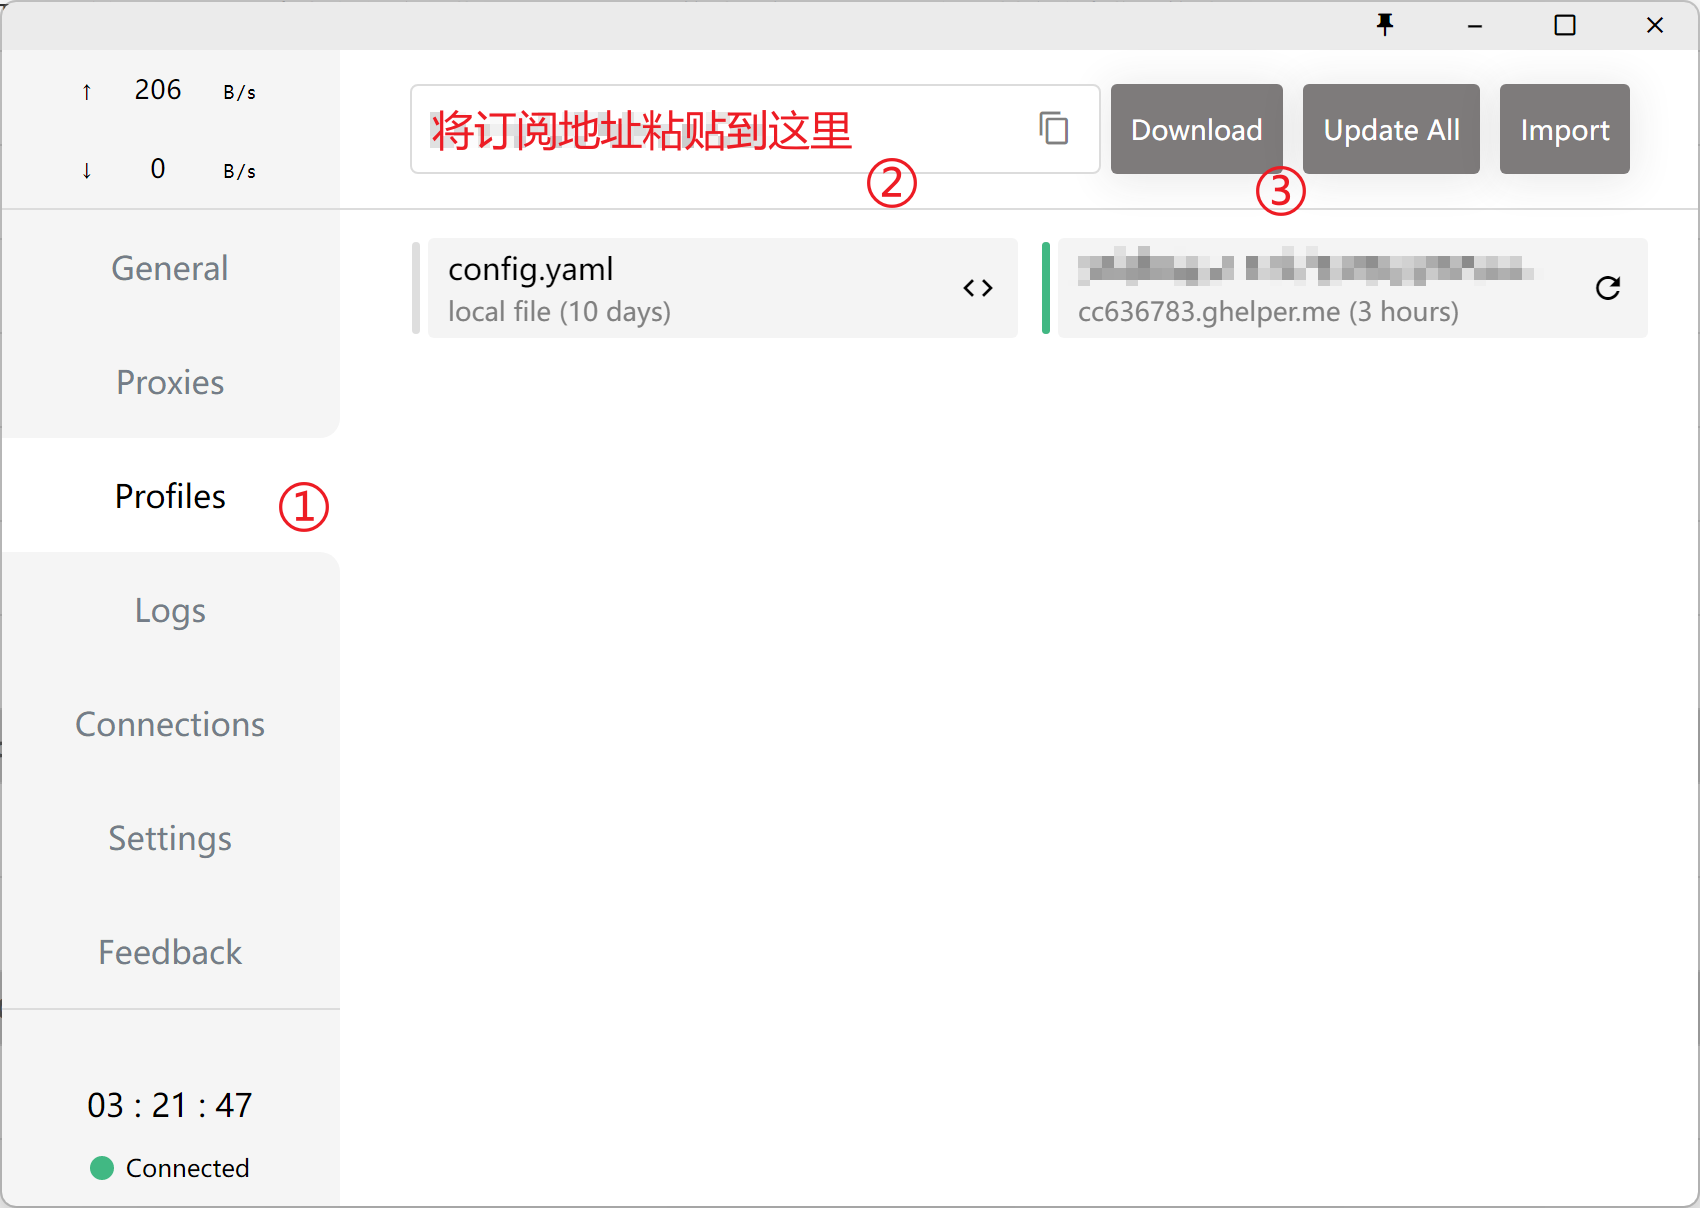 ↑ 206 B/s
↓ 0 B/s
General
Proxies
Profiles ①
Logs
Connections
Settings
Feedback
03 : 21 : 47
Connected
将订阅地址粘贴到这里
②
Download
Update All
Import
③
config.yaml
local file (10 days)
cc636783.ghelper.me (3 hours)